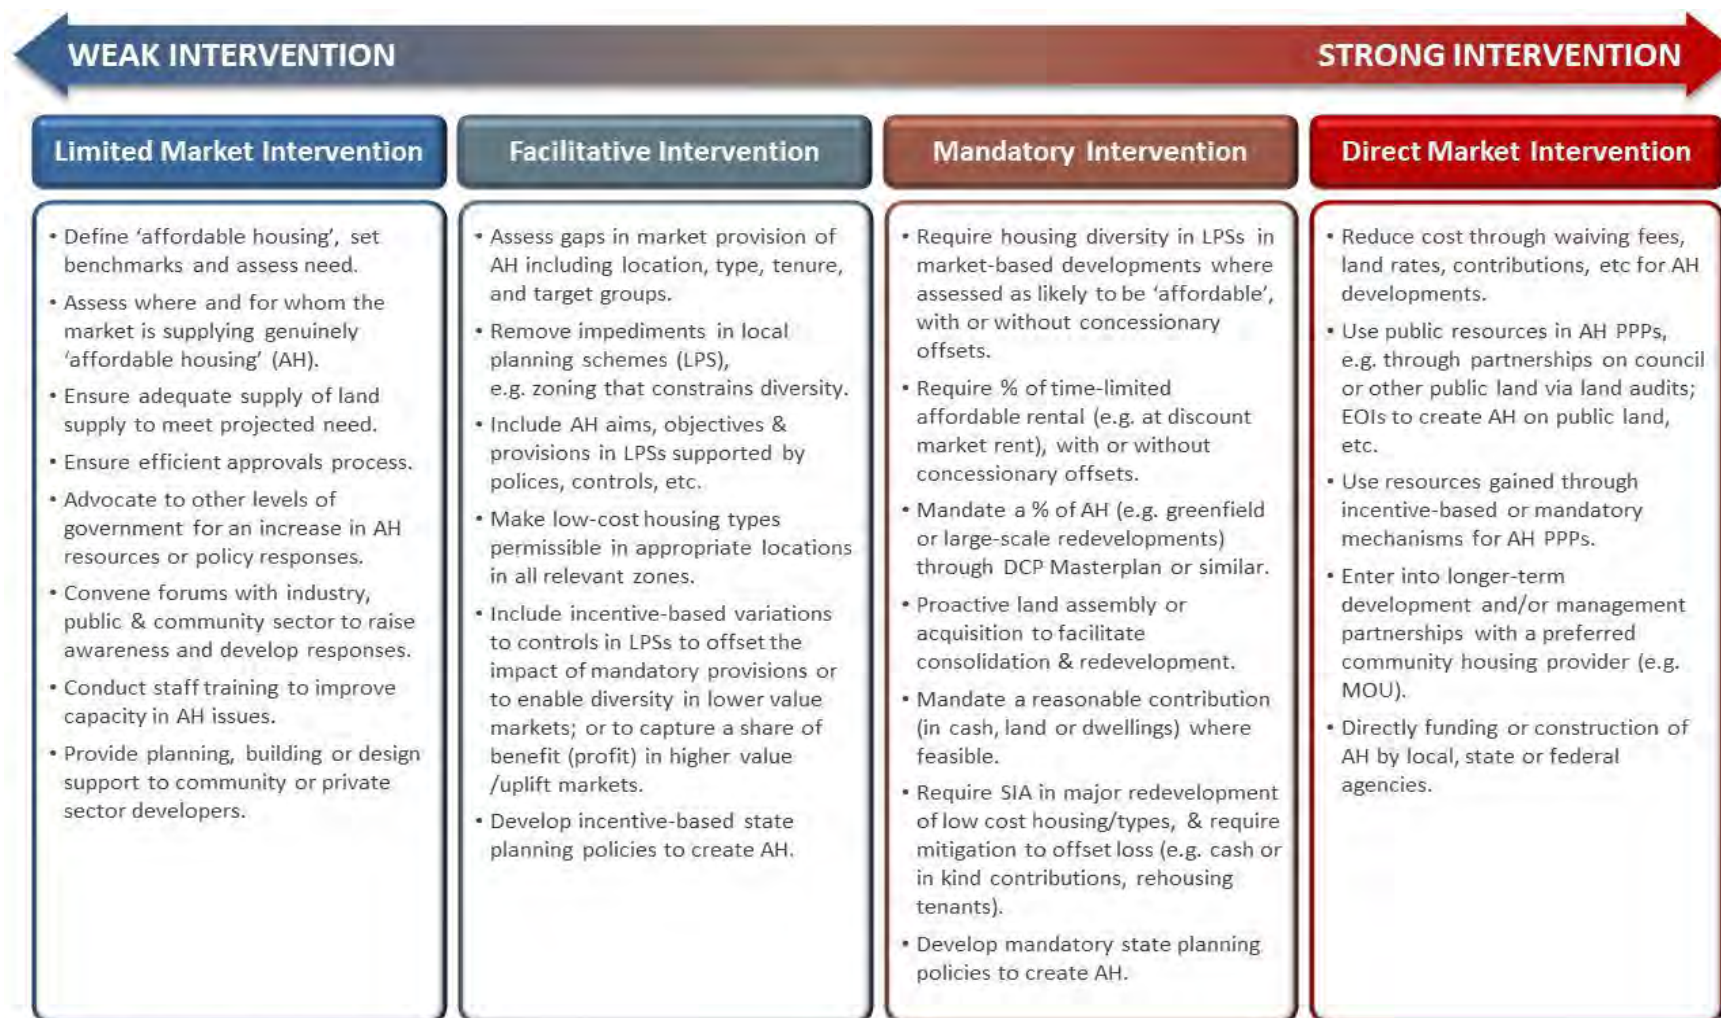 WEAK INTERVENTION
STRONG INTERVENTION
Limited Market Intervention
• Define ‘affordable housing’, set
benchmarks and assess need.
• Assess where and for whom the
market is supplying genuinely
‘affordable housing’ (AH).
• Ensure adequate supply of land
supply to meet projected need.
• Ensure efficient approvals process.
• Advocate to other levels of
government for an increase in AH
resources or policy responses.
• Convene forums with industry,
public & community sector to raise
awareness and develop responses.
• Conduct staff training to improve
capacity in AH issues.
• Provide planning, building or design
support to community or private
sector developers.
Facilitative Intervention
• Assess gaps in market provision of
AH including location, type, tenure,
and target groups.
• Remove impediments in local
planning schemes (LPS),
e.g. zoning that constrains diversity.
• Include AH aims, objectives &
provisions in LPSs supported by
polices, controls, etc.
• Make low-cost housing types
permissible in appropriate locations
in all relevant zones.
• Include incentive-based variations
to controls in LPSs to offset the
impact of mandatory provisions or
to enable diversity in lower value
markets; or to capture a share of
benefit (profit) in higher value
/uplift markets.
• Develop incentive-based state
planning policies to create AH.
Mandatory Intervention
• Require housing diversity in LPSs in
market-based developments where
assessed as likely to be ‘affordable’,
with or without concessionary
offsets.
• Require % of time-limited
affordable rental (e.g. at discount
market rent), with or without
concessionary offsets.
• Mandate a % of AH (e.g. greenfield
or large-scale redevelopments)
through DCP Masterplan or similar.
• Proactive land assembly or
acquisition to facilitate
consolidation & redevelopment.
• Mandate a reasonable contribution
(in cash, land or dwellings) where
feasible.
• Require SIA in major redevelopment
of low cost housing/types, & require
mitigation to offset loss (e.g. cash or
in kind contributions, rehousing
tenants).
• Develop mandatory state planning
policies to create AH.
Direct Market Intervention
• Reduce cost through waiving fees,
land rates, contributions, etc for AH
developments.
• Use public resources in AH PPPs,
e.g. through partnerships on council
or other public land via land audits;
EOIs to create AH on public land,
etc.
• Use resources gained through
incentive-based or mandatory
mechanisms for AH PPPs.
• Enter into longer-term
development and/or management
partnerships with a preferred
community housing provider (e.g.
MOU).
• Directly funding or construction of
AH by local, state or federal
agencies.